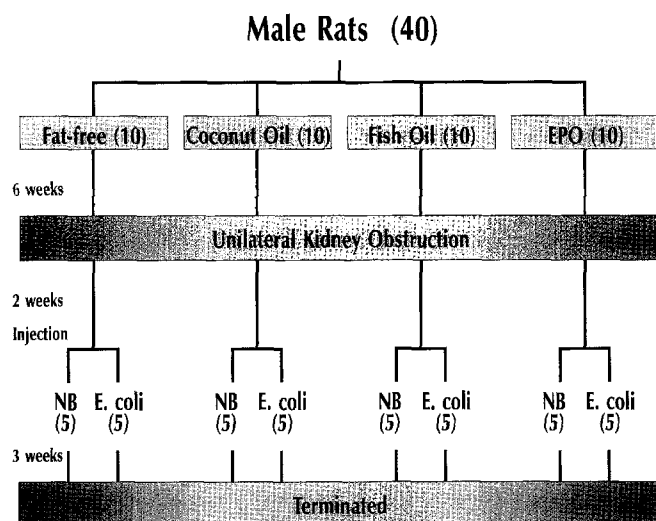 Male Rats (40)
Fat-free (10) Coconut Oil (10) Fish Oil (10) EPO (10)
6 weeks
Unilateral Kidney Obstruction
2 weeks
Injection
NB E. coli NB E. coli NB E. coli NB E. coli
(5) (5) (5) (5) (5) (5) (5) (5)
3 weeks
Terminated